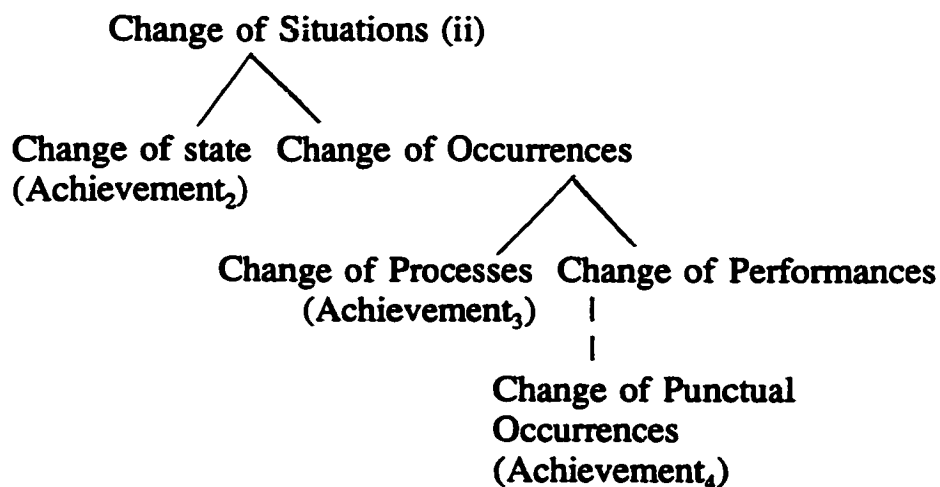 Change of Situations (ii)
Change of state Change of Occurrences
(Achievement₂)
Change of Processes Change of Performances
(Achievement₃)
Change of Punctual
Occurrences
(Achievement₄)